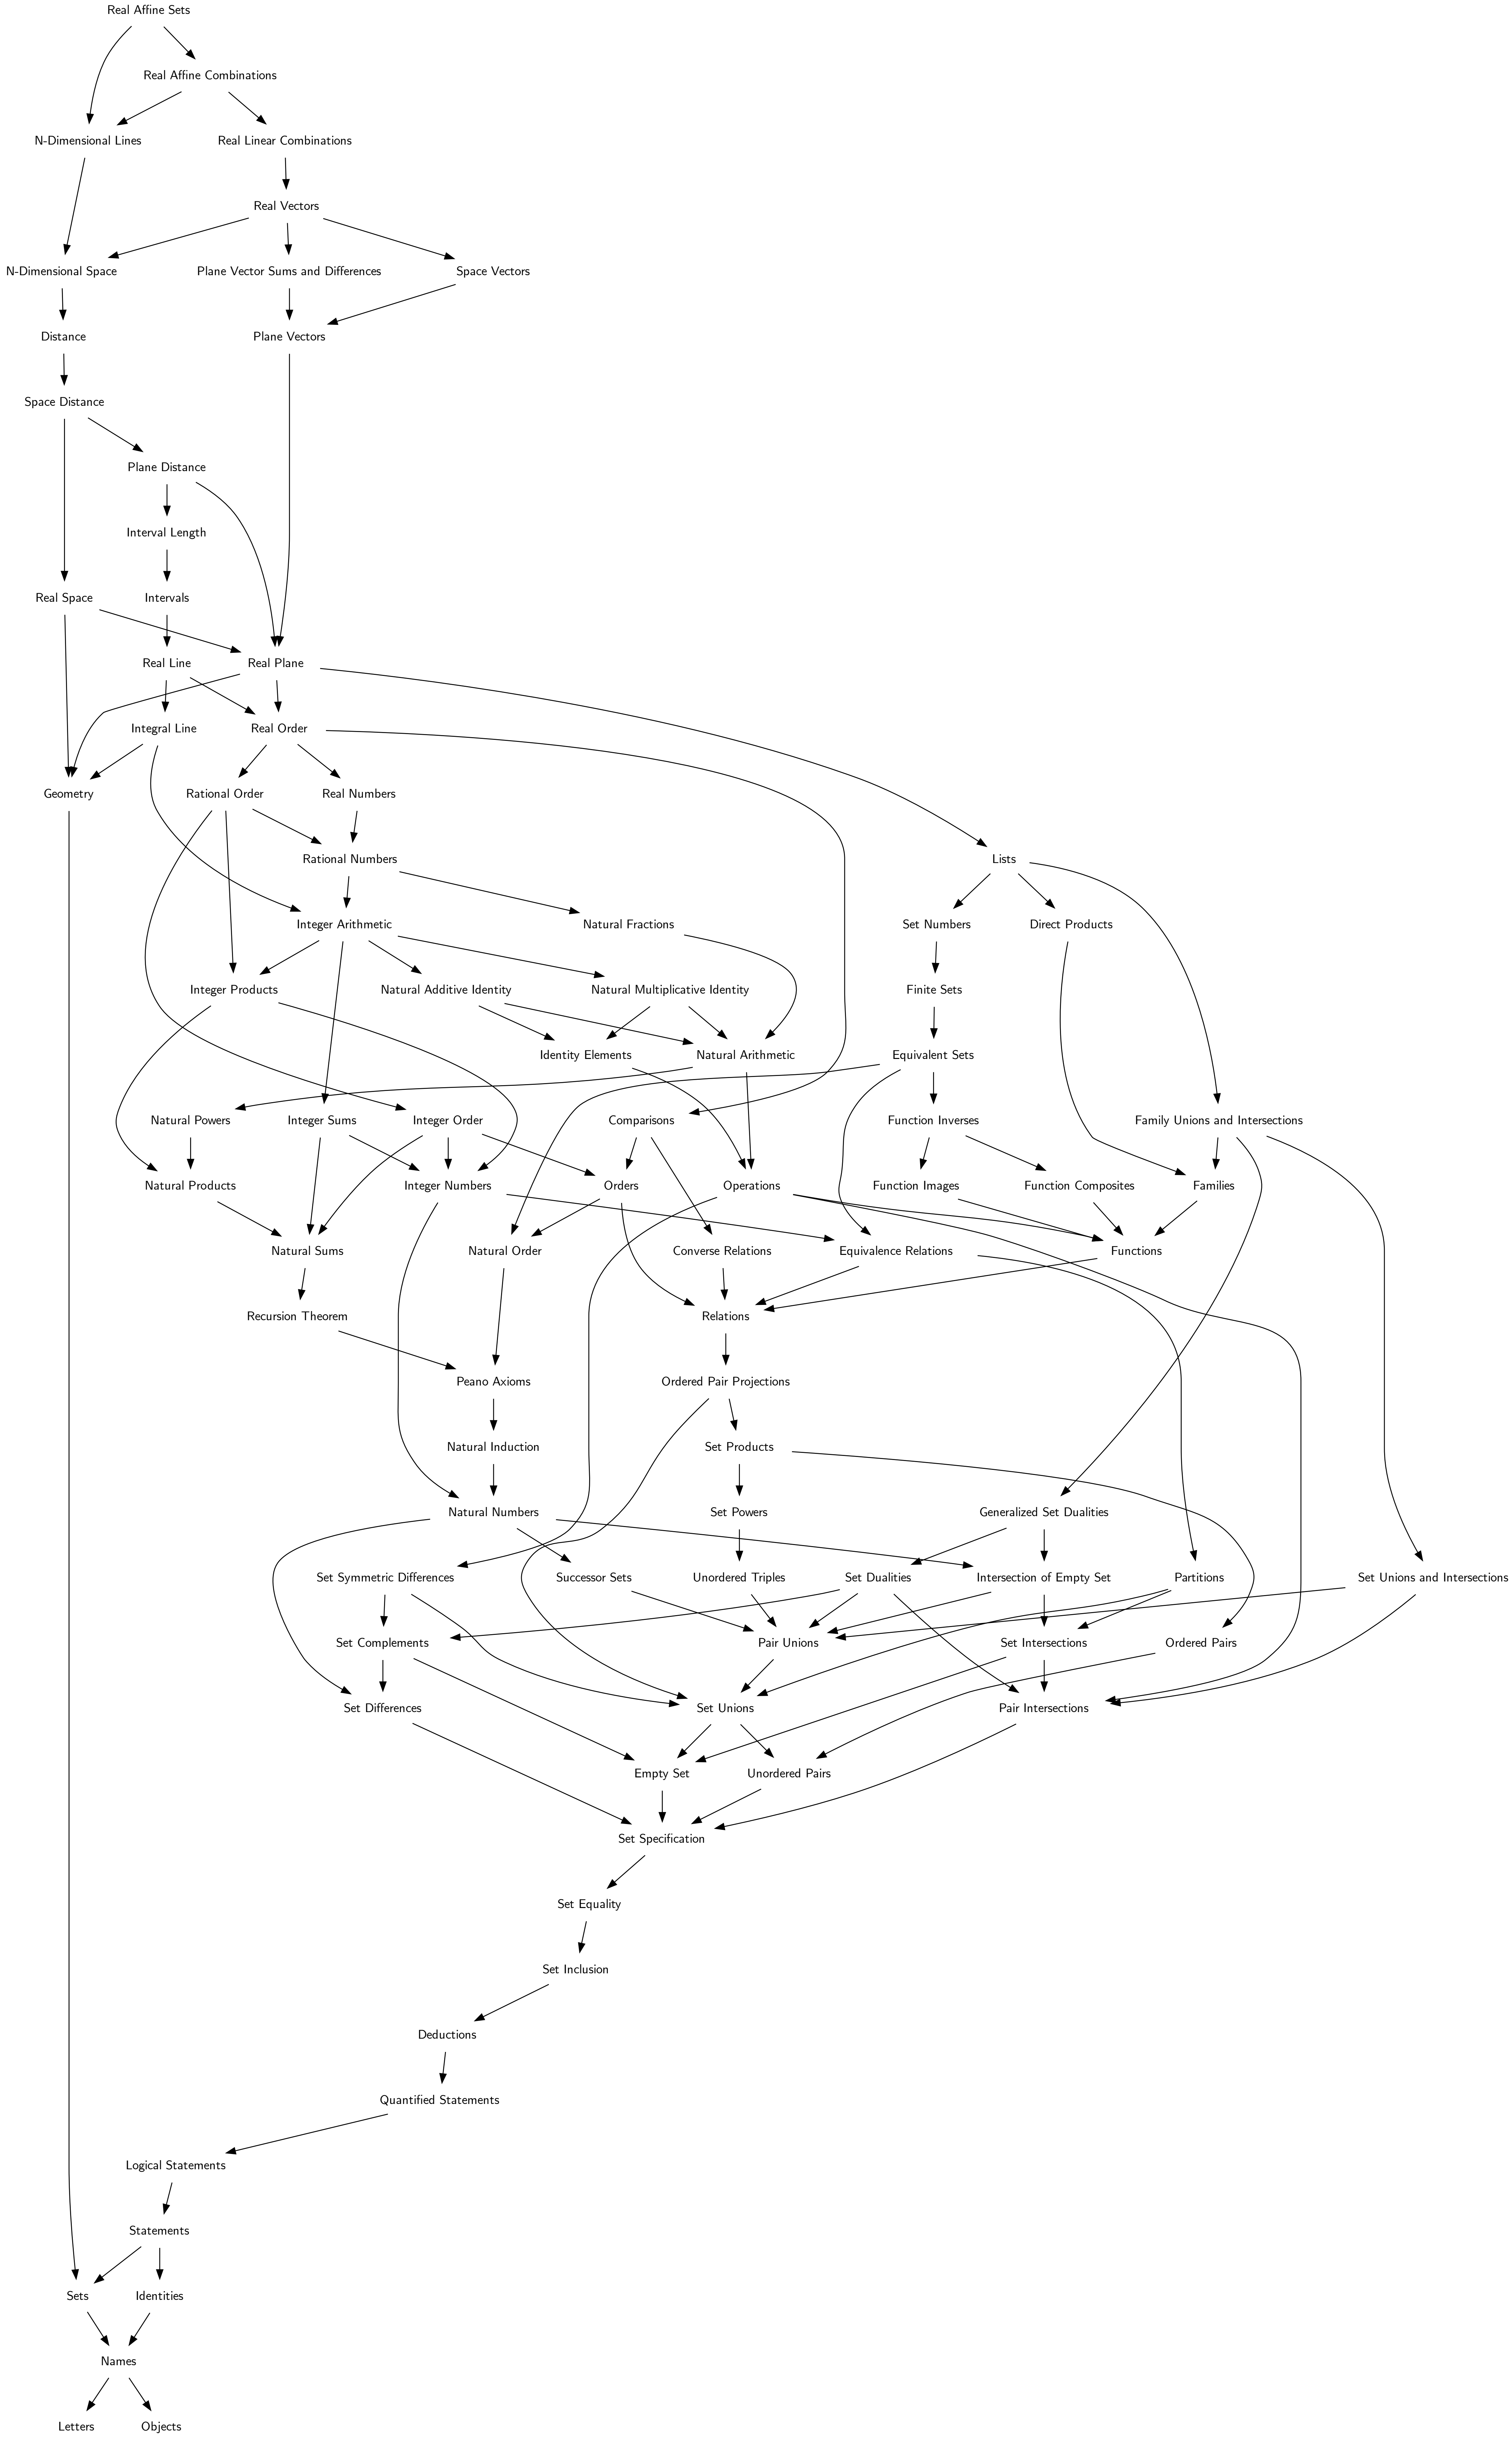 Real Affine Sets
Real Affine Combinations
N-Dimensional Lines
Real Linear Combinations
Real Vectors
N-Dimensional Space
Plane Vector Sums and Differences
Space Vectors
Distance
Plane Vectors
Space Distance
Plane Distance
Interval Length
Real Space
Intervals
Real Line
Real Plane
Integral Line
Real Order
Geometry
Rational Order
Real Numbers
Rational Numbers
Lists
Integer Arithmetic
Natural Fractions
Set Numbers
Direct Products
Integer Products
Natural Additive Identity
Natural Multiplicative Identity
Finite Sets
Identity Elements
Natural Arithmetic
Equivalent Sets
Natural Powers
Integer Sums
Integer Order
Comparisons
Function Inverses
Family Unions and Intersections
Natural Products
Integer Numbers
Orders
Operations
Function Images
Function Composites
Families
Natural Sums
Natural Order
Converse Relations
Equivalence Relations
Functions
Recursion Theorem
Relations
Peano Axioms
Ordered Pair Projections
Natural Induction
Set Products
Natural Numbers
Set Powers
Generalized Set Dualities
Set Symmetric Differences
Successor Sets
Unordered Triples
Set Dualities
Intersection of Empty Set
Partitions
Set Unions and Intersections
Set Complements
Pair Unions
Set Intersections
Ordered Pairs
Set Differences
Set Unions
Pair Intersections
Empty Set
Unordered Pairs
Set Specification
Set Equality
Set Inclusion
Deductions
Quantified Statements
Logical Statements
Statements
Sets
Identities
Names
Letters
Objects